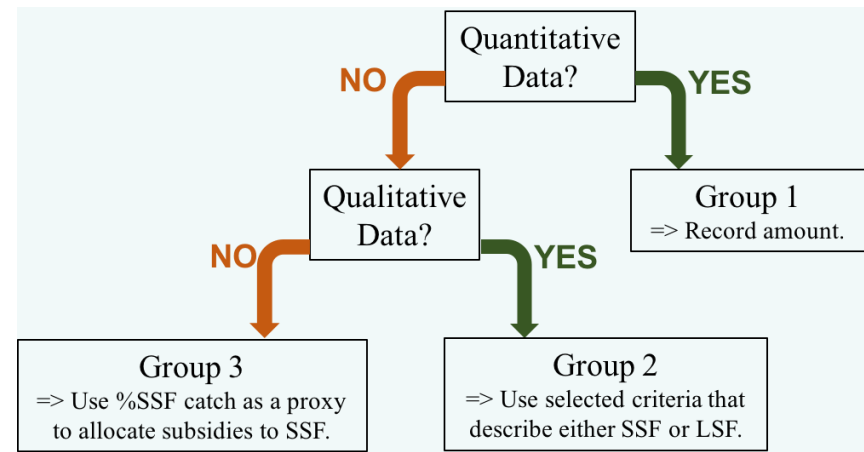 Quantitative
Data?
NO
YES
Qualitative
Data?
Group 1
=> Record amount.
NO
YES
Group 3
=> Use %SSF catch as a proxy
to allocate subsidies to SSF.
Group 2
=> Use selected criteria that
describe either SSF or LSF.